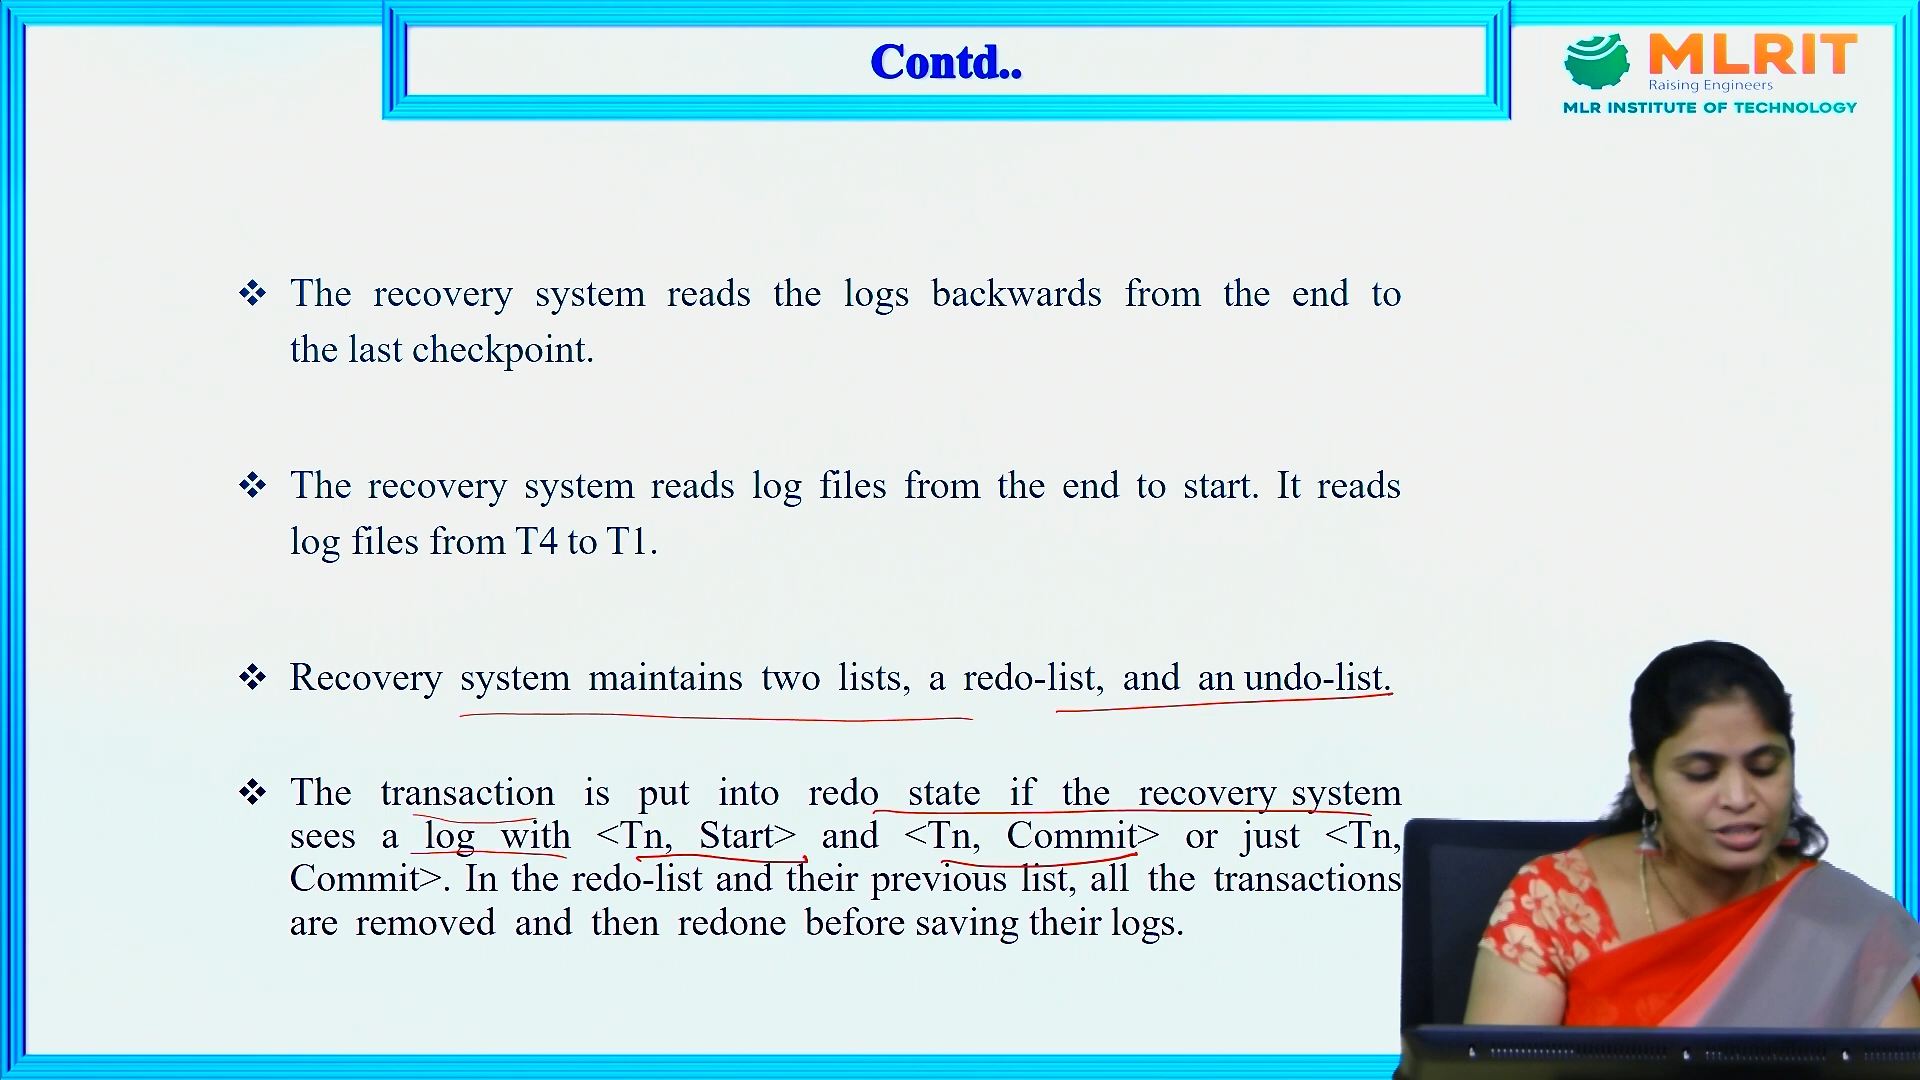 Contd..
MLRIT
Raising Engineers
MLR INSTITUTE OF TECHNOLOGY
❖ The recovery system reads the logs backwards from the end to
the last checkpoint.
❖ The recovery system reads log files from the end to start. It reads
log files from T4 to T1.
❖ Recovery system maintains two lists, a redo-list, and an undo-list.
❖ The transaction is put into redo state if the recovery system
sees a log with <Tn, Start> and <Tn, Commit> or just <Tn,
Commit>. In the redo-list and their previous list, all the transactions
are removed and then redone before saving their logs.